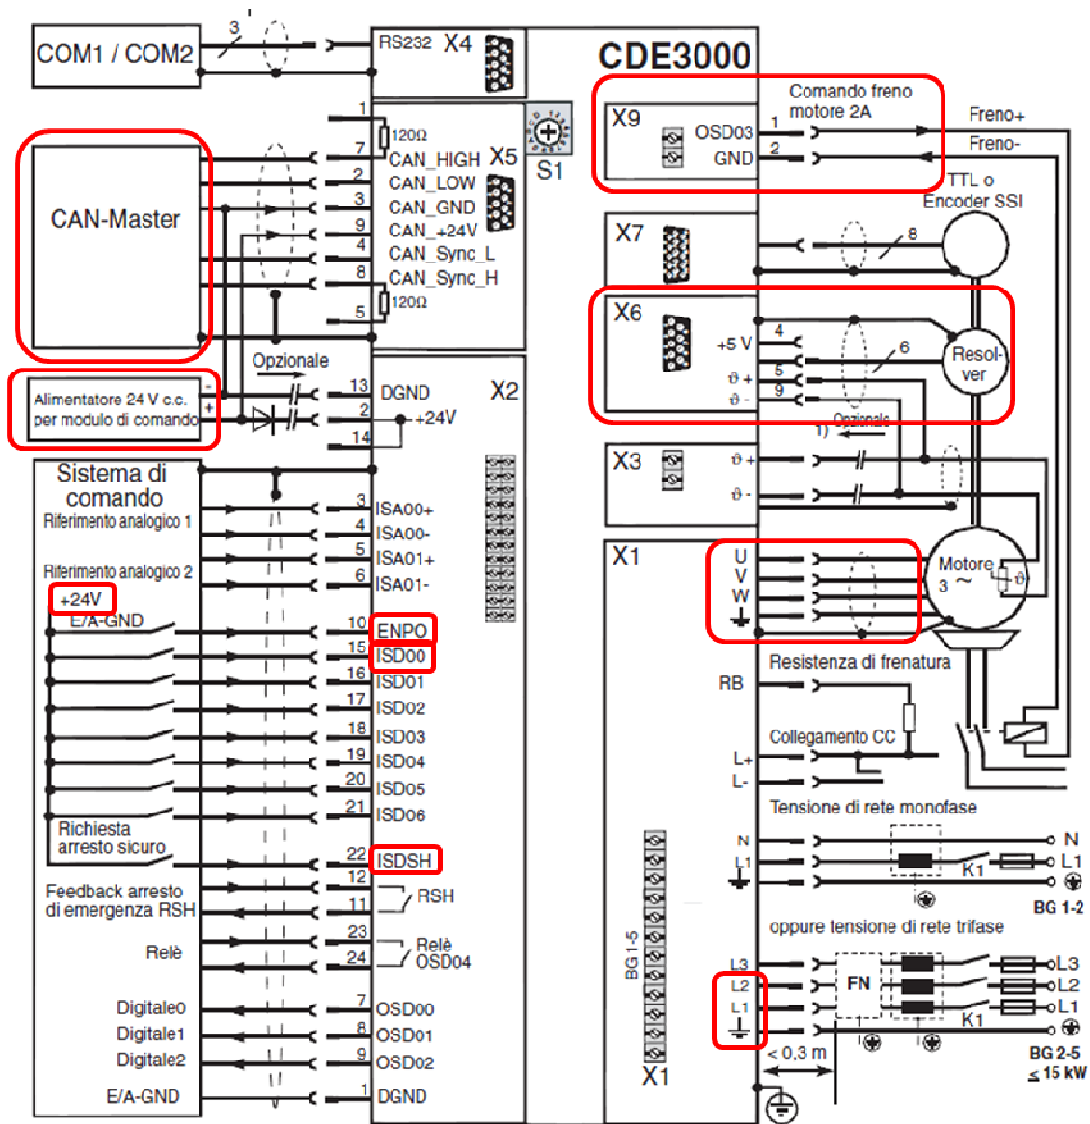 COM1 / COM2
3
RS232
X4
CDE3000
1
120Ω
7
CAN_HIGH
X5
S1
2
CAN_LOW
3
CAN_GND
9
CAN_+24V
4
CAN_Sync_L
8
CAN_Sync_H
120Ω
5
CAN-Master
Opzionale
Alimentatore 24 V c.c.
per modulo di comando
-
+
13
DGND
2
+24V
14
X2
Sistema di
comando
Riferimento analogico 1
Riferimento analogico 2
+24V
E/A-GND
3
ISA00+
4
ISA00-
5
ISA01+
6
ISA01-
10
ENPO
15
ISD00
16
ISD01
17
ISD02
18
ISD03
19
ISD04
20
ISD05
21
ISD06
Richiesta
arresto sicuro
22
ISDSH
Feedback arresto
di emergenza RSH
12
11
RSH
Relè
23
24
Relè
OSD04
Digitale0
7
OSD00
Digitale1
8
OSD01
Digitale2
9
OSD02
E/A-GND
1
DGND
X9
Comando freno
motore 2A
OSD03
1
Freno+
GND
2
Freno-
TTL o
Encoder SSI
X7
8
X6
+5 V
4
6
ϑ +
5
ϑ -
9
Resol-
ver
Opzionale
1)
X3
ϑ +
ϑ -
X1
U
V
W
Motore
3 ~
ϑ
Resistenza di frenatura
RB
Collegamento CC
L+
L-
Tensione di rete monofase
N
N
L1
L1
K1
BG 1-2
oppure tensione di rete trifase
BG 1-5
L3
L3
L2
FN
L2
L1
L1
K1
< 0,3 m
BG 2-5
≤ 15 kW
X1